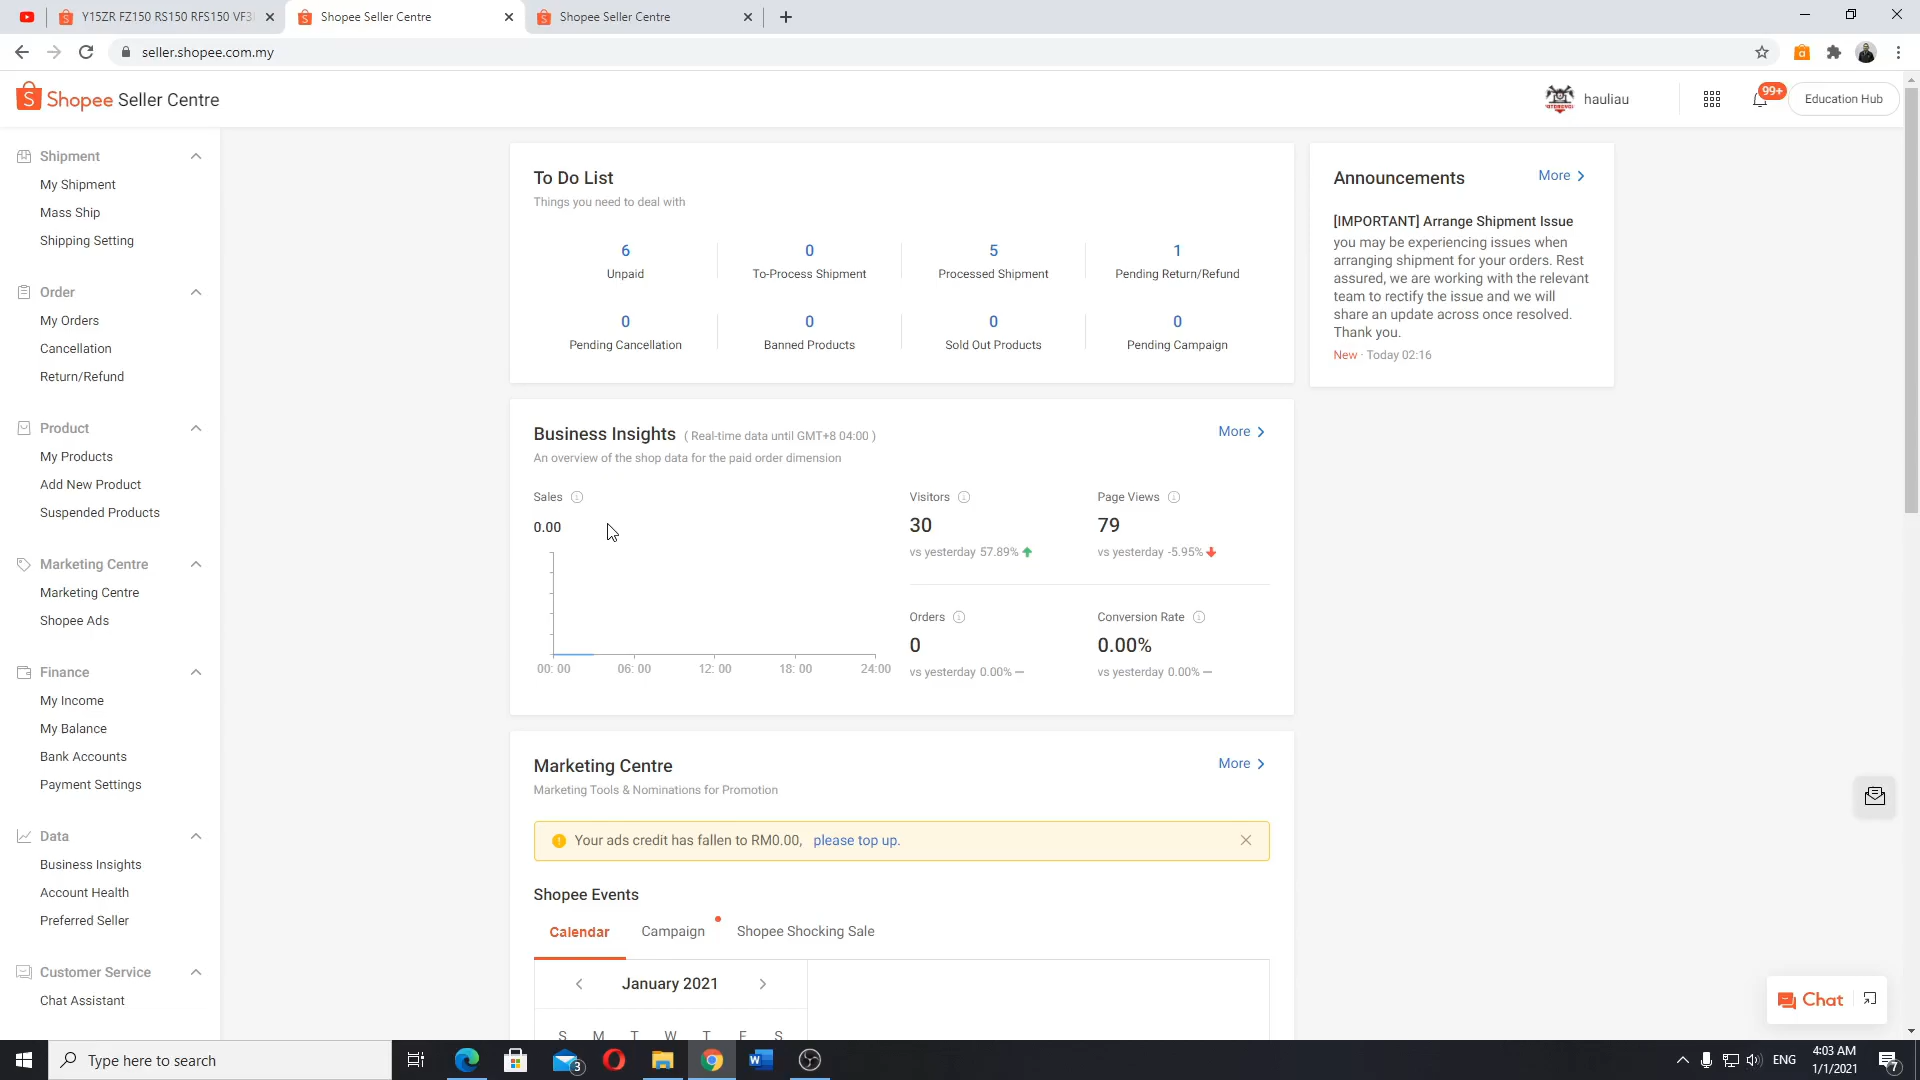 Y15ZR FZ150 RS150 RFS150 VF3
Shopee Seller Centre
Shopee Seller Centre
seller.shopee.com.my
Shopee Seller Centre
hauliau
99+
Education Hub
Shipment
My Shipment
Mass Ship
Shipping Setting
Order
My Orders
Cancellation
Return/Refund
Product
My Products
Add New Product
Suspended Products
Marketing Centre
Marketing Centre
Shopee Ads
Finance
My Income
My Balance
Bank Accounts
Payment Settings
Data
Business Insights
Account Health
Preferred Seller
Customer Service
Chat Assistant
To Do List
Things you need to deal with
6
Unpaid
0
To-Process Shipment
5
Processed Shipment
1
Pending Return/Refund
0
Pending Cancellation
0
Banned Products
0
Sold Out Products
0
Pending Campaign
Business Insights ( Real-time data until GMT+8 04:00 )
More
An overview of the shop data for the paid order dimension
Sales
0.00
00: 00 06: 00 12: 00 18: 00 24:00
Visitors
30
vs yesterday 57.89%
Page Views
79
vs yesterday -5.95%
Orders
0
vs yesterday 0.00%
Conversion Rate
0.00%
vs yesterday 0.00%
Marketing Centre
More
Marketing Tools & Nominations for Promotion
Your ads credit has fallen to RM0.00, please top up.
Shopee Events
Calendar Campaign Shopee Shocking Sale
January 2021
S M T W T F S
Announcements
More
[IMPORTANT] Arrange Shipment Issue
you may be experiencing issues when
arranging shipment for your orders. Rest
assured, we are working with the relevant
team to rectify the issue and we will
share an update across once resolved.
Thank you.
New · Today 02:16
Chat
Type here to search
3
ENG
4:03 AM
1/1/2021
7